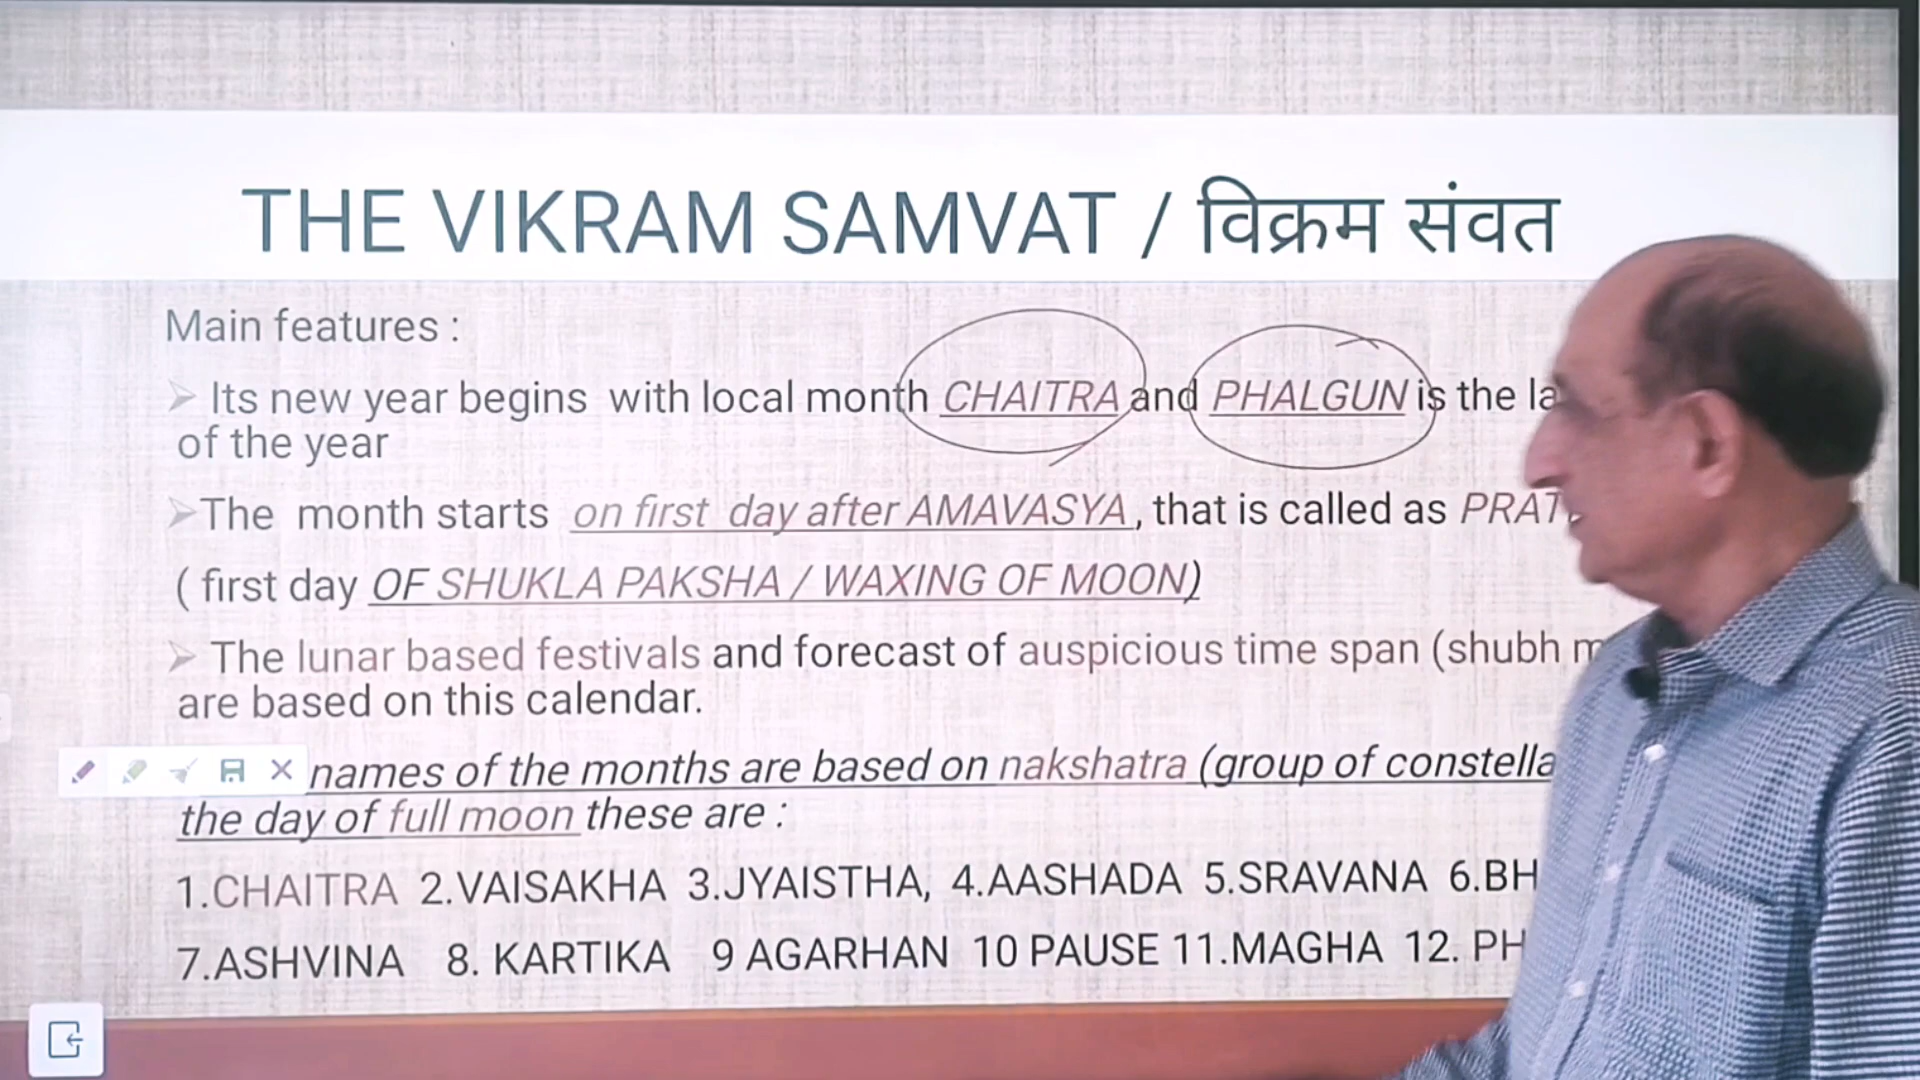 THE VIKRAM SAMVAT / विक्रम संवत
Main features :
Its new year begins with local month CHAITRA and PHALGUN is the
of the year
The month starts on first day after AMAVASYA, that is called as
( first day OF SHUKLA PAKSHA / WAXING OF MOON)
The lunar based festivals and forecast of auspicious time span (shubh
are based on this calendar.
names of the months are based on nakshatra (group of
the day of full moon these are :
1.CHAITRA 2.VAISAKHA 3.JYAISTHA, 4.AASHADA 5.SRAVANA 6.
7.ASHVINA 8. KARTIKA 9 AGARHAN 10 PAUSE 11.MAGHA 12.